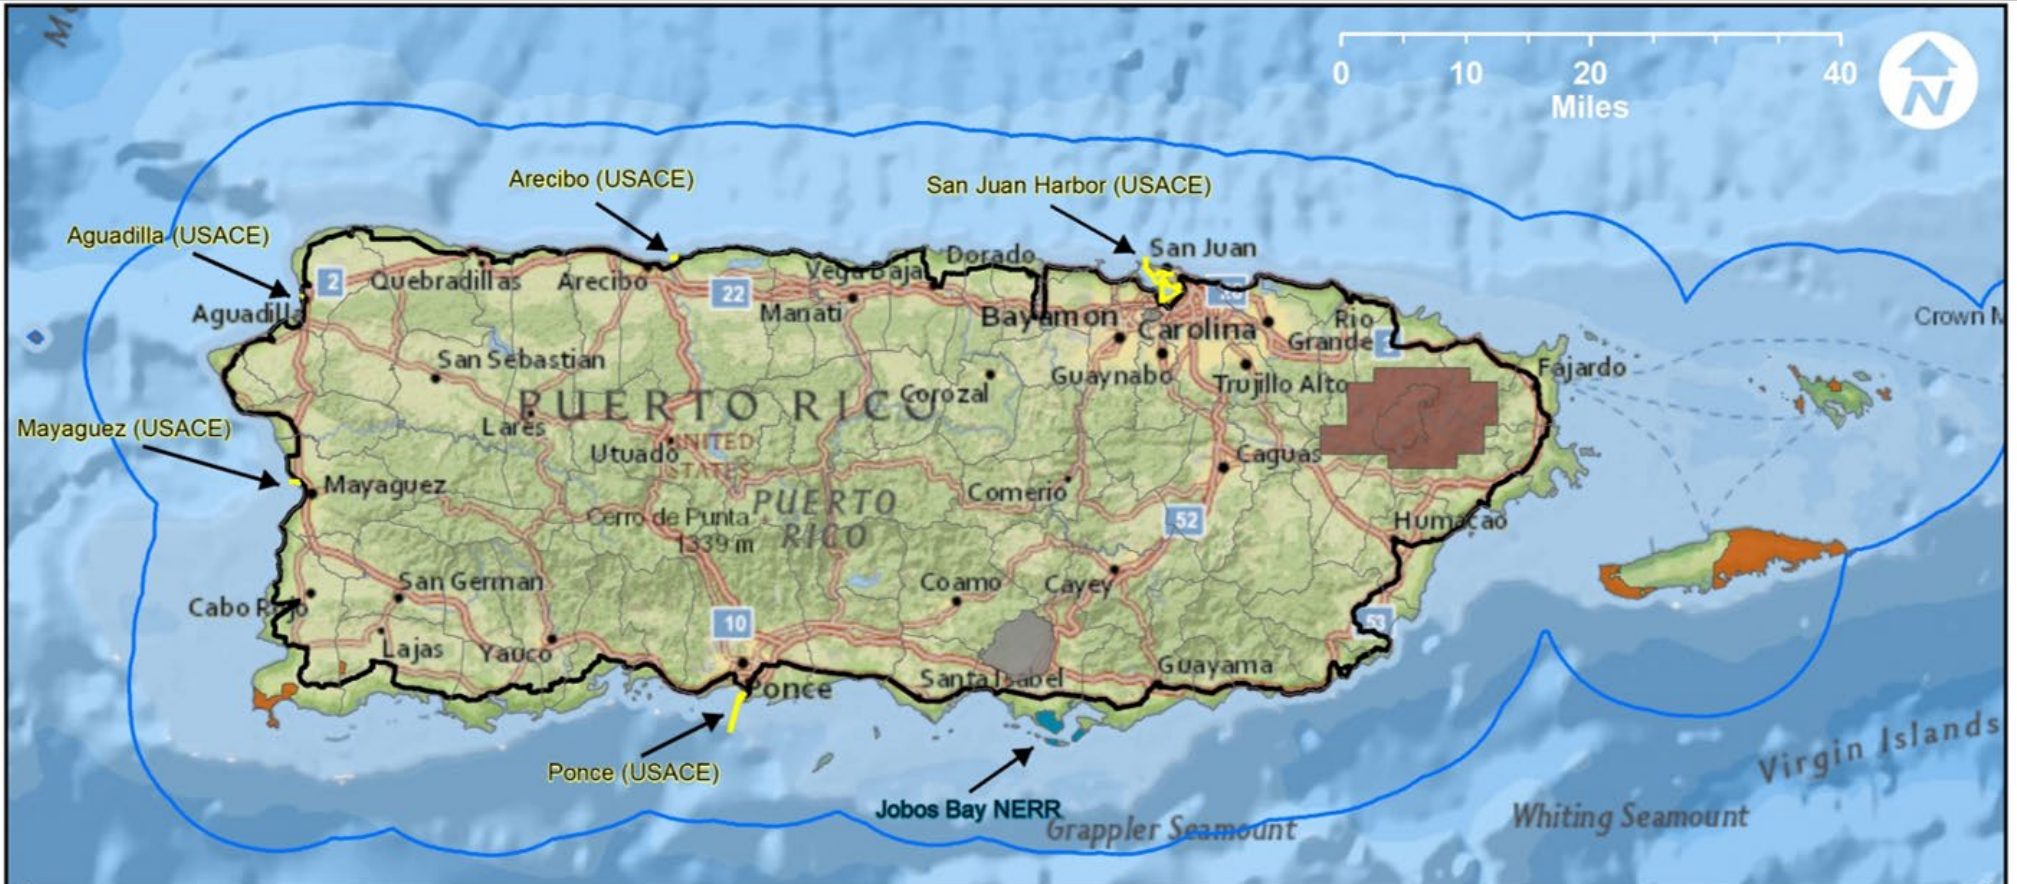 M
0 10 20 40
Miles
N
Arecibo (USACE)
San Juan Harbor (USACE)
Aguadilla (USACE)
San Juan
Dorado
Vega Baja
2
Quebradillas
Arecibo
22
Manati
Aguadilla
Bayamon
Carolina
Rio
Grande
3
Crown M
San Sebastian
Corozal
Guaynabo
Trujillo Alto
Fajardo
PUERTO RICO
Lares
UNITED
STATES
Utuado
Mayaguez (USACE)
Caguas
Mayaguez
Comerio
PUERTO
RICO
Cerro de Punta
1339 m
52
Humacao
San German
Coamo
Cayey
Cabo Rojo
10
53
Lajas
Yauco
Ponce
Santa Isabel
Guayama
Ponce (USACE)
Jobos Bay NERR
Grappler Seamount
Whiting Seamount
Virgin Islands